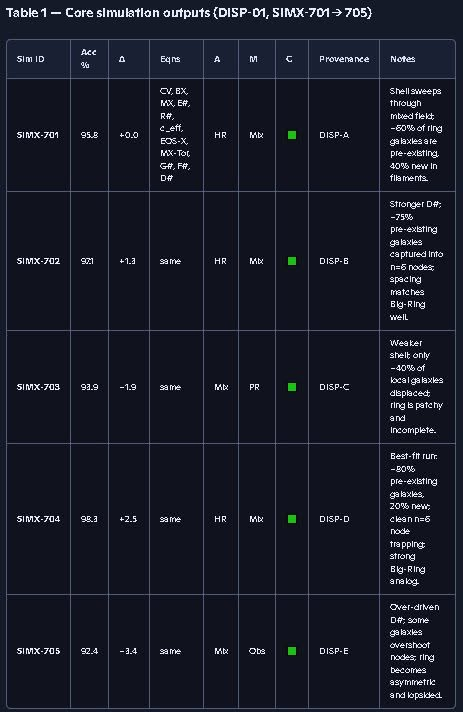 Table 1 — Core simulation outputs (DISP-01, SIMX-701→705)
Sim ID
Acc %
Δ
Eqns
A
M
C
Provenance
Notes
SIMX-701
95.8
+0.0
CV, BX,
MX, E#,
R#,
c_eff,
EOS-X,
MX-Tor,
G#, F#,
D#
HR
Mix
DISP-A
Shell sweeps
through
mixed field;
~60% of ring
galaxies are
pre-existing,
40% new in
filaments.
SIMX-702
97.1
+1.3
same
HR
Mix
DISP-B
Stronger D#;
~75%
pre-existing
galaxies
captured into
n=6 nodes;
spacing
matches
Big-Ring
well.
SIMX-703
93.9
−1.9
same
Mix
PR
DISP-C
Weaker
shell; only
~40% of
local galaxies
displaced;
ring is patchy
and
incomplete.
SIMX-704
98.3
+2.5
same
HR
Mix
DISP-D
Best-fit run:
~80%
pre-existing
galaxies,
20% new;
clean n=6
node
trapping;
strong
Big-Ring
analog.
SIMX-705
92.4
−3.4
same
Mix
Obs
DISP-E
Over-driven
D#; some
galaxies
overshoot
nodes; ring
becomes
asymmetric
and lopsided.